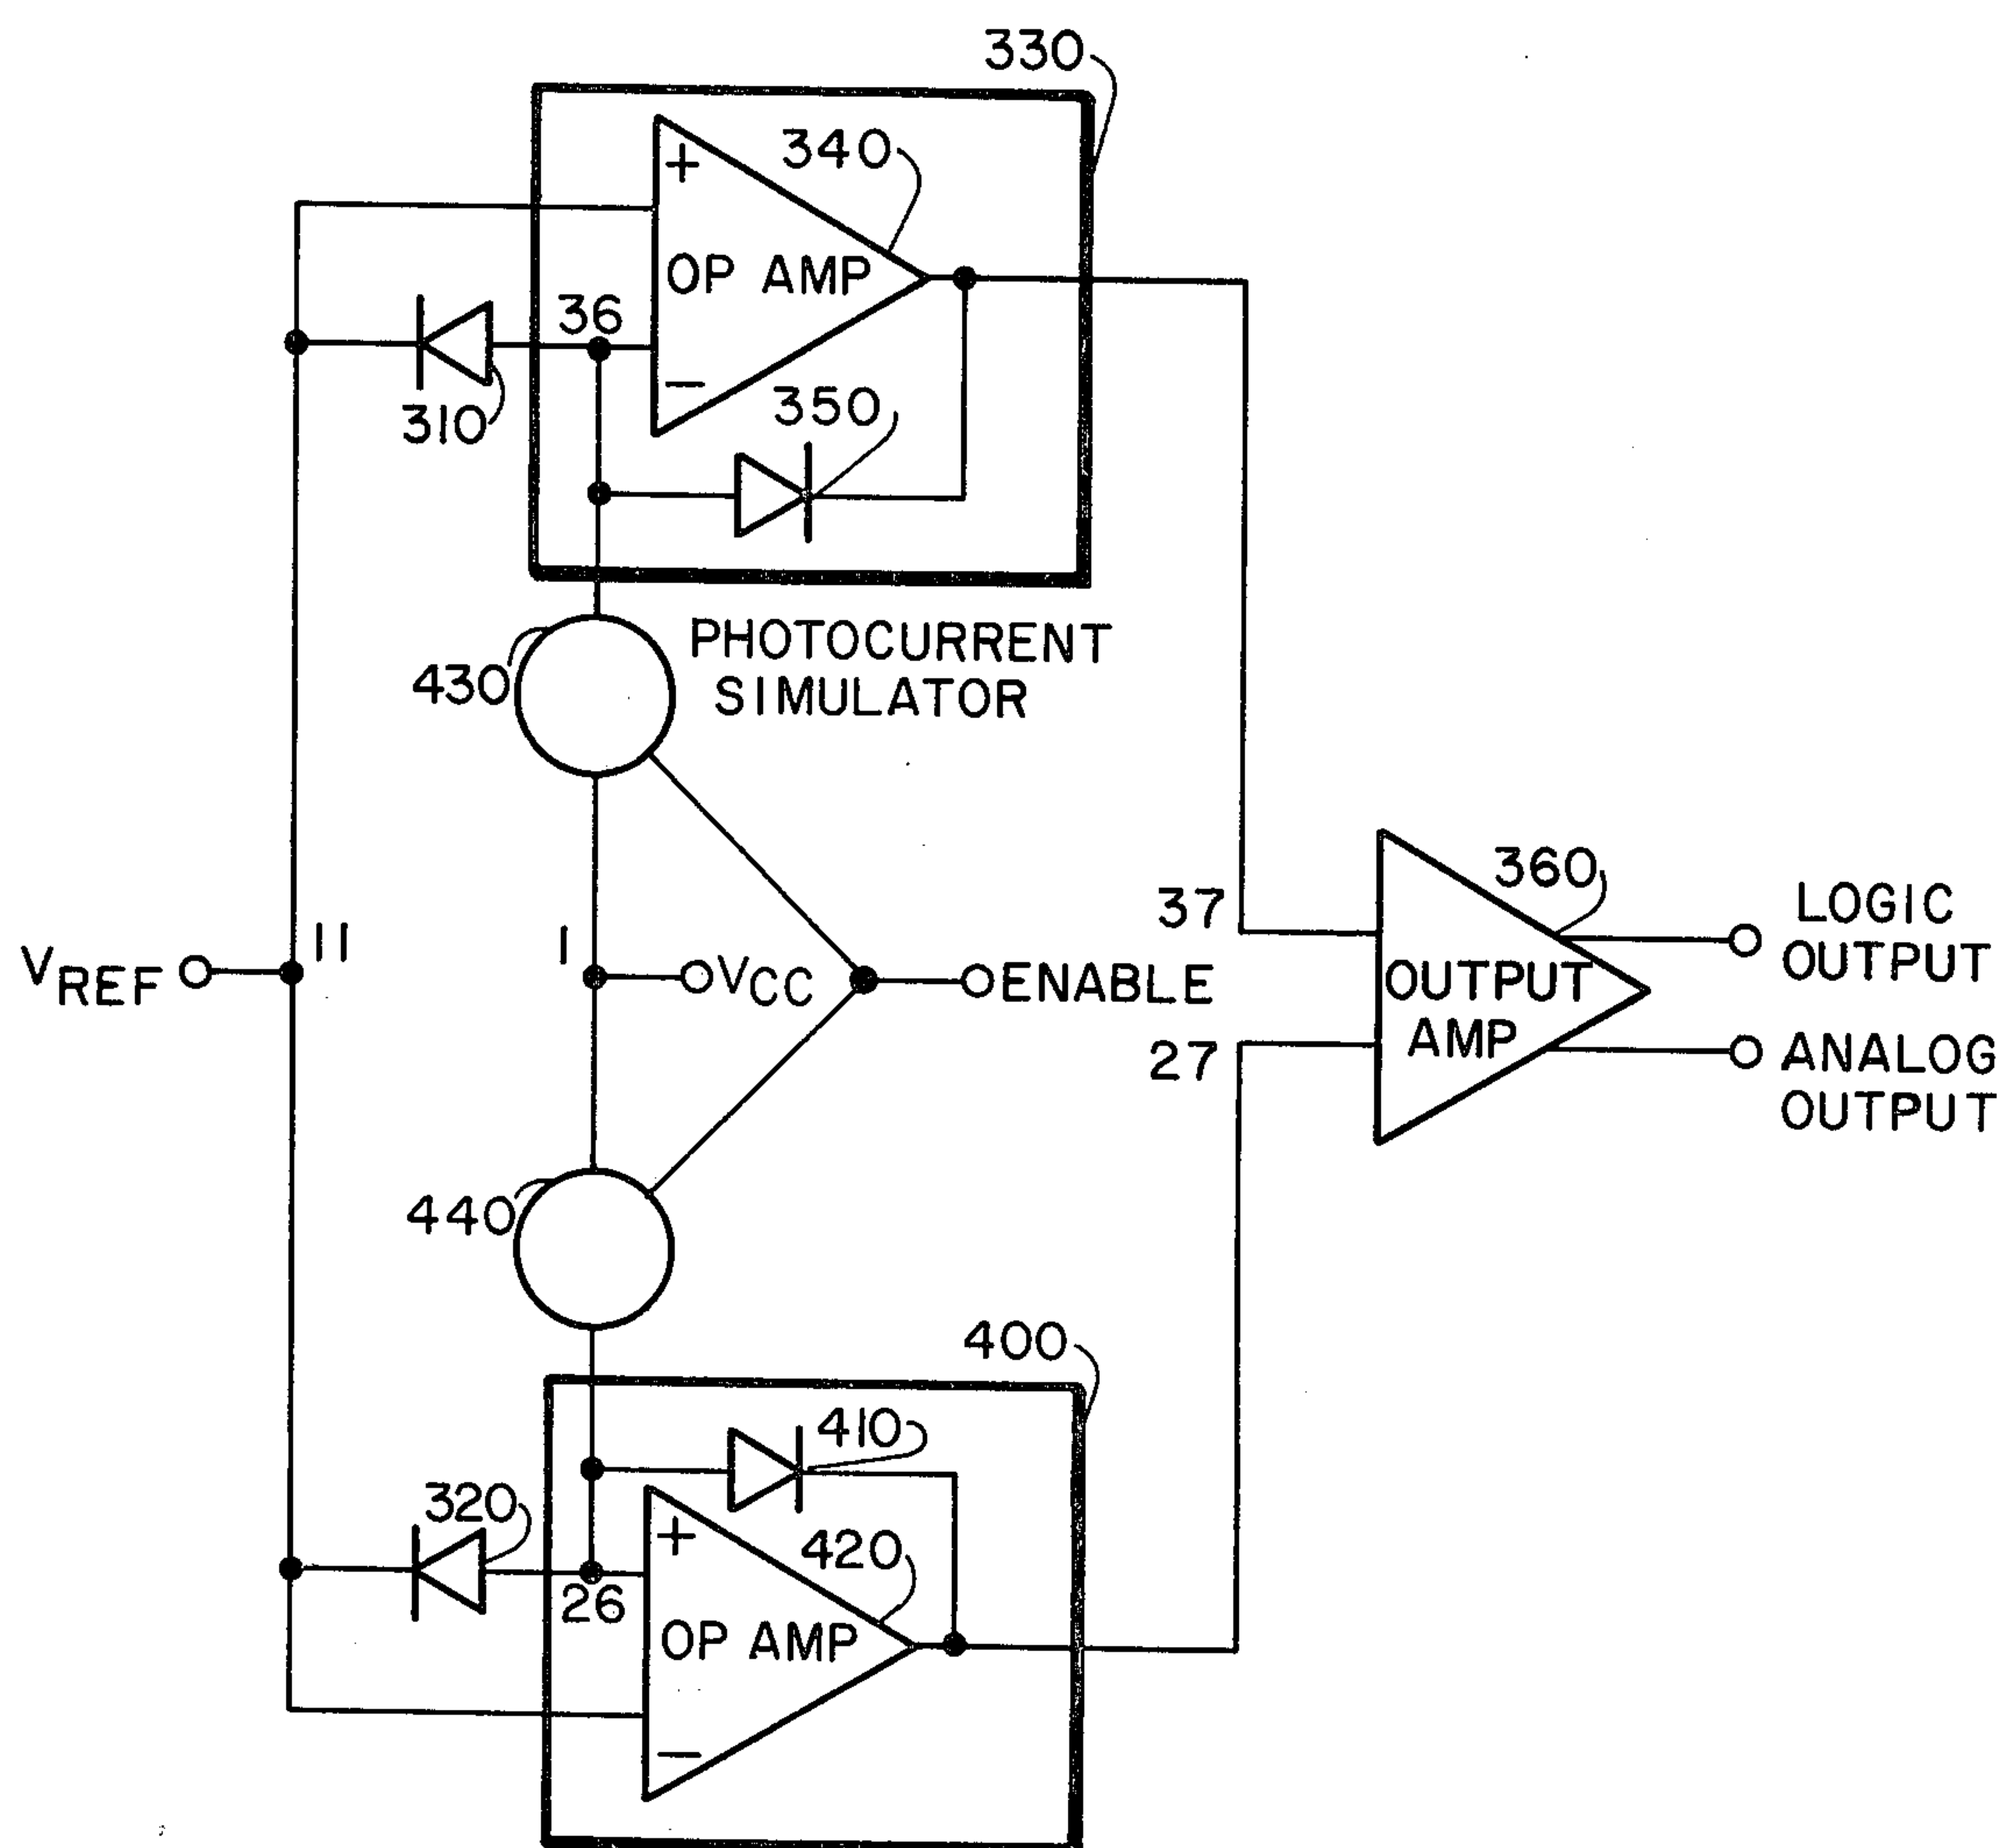 330
+
340
OP AMP
36
−
310
350
PHOTOCURRENT
SIMULATOR
430
360
37
LOGIC
OUTPUT
VREF
11
1
VCC
ENABLE
OUTPUT
AMP
27
ANALOG
OUTPUT
440
400
410
320
+
420
26
OP AMP
−